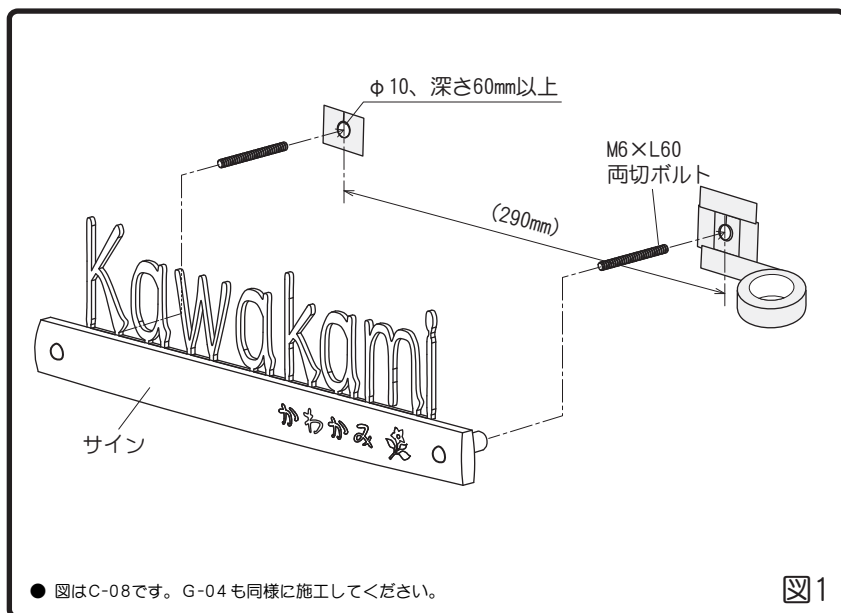 φ10、深さ60mm以上
M6×L60
両切ボルト
(290mm)
Kawakami
かわかみ
サイン
● 図はC-08です。G-04も同様に施工してください。
図1